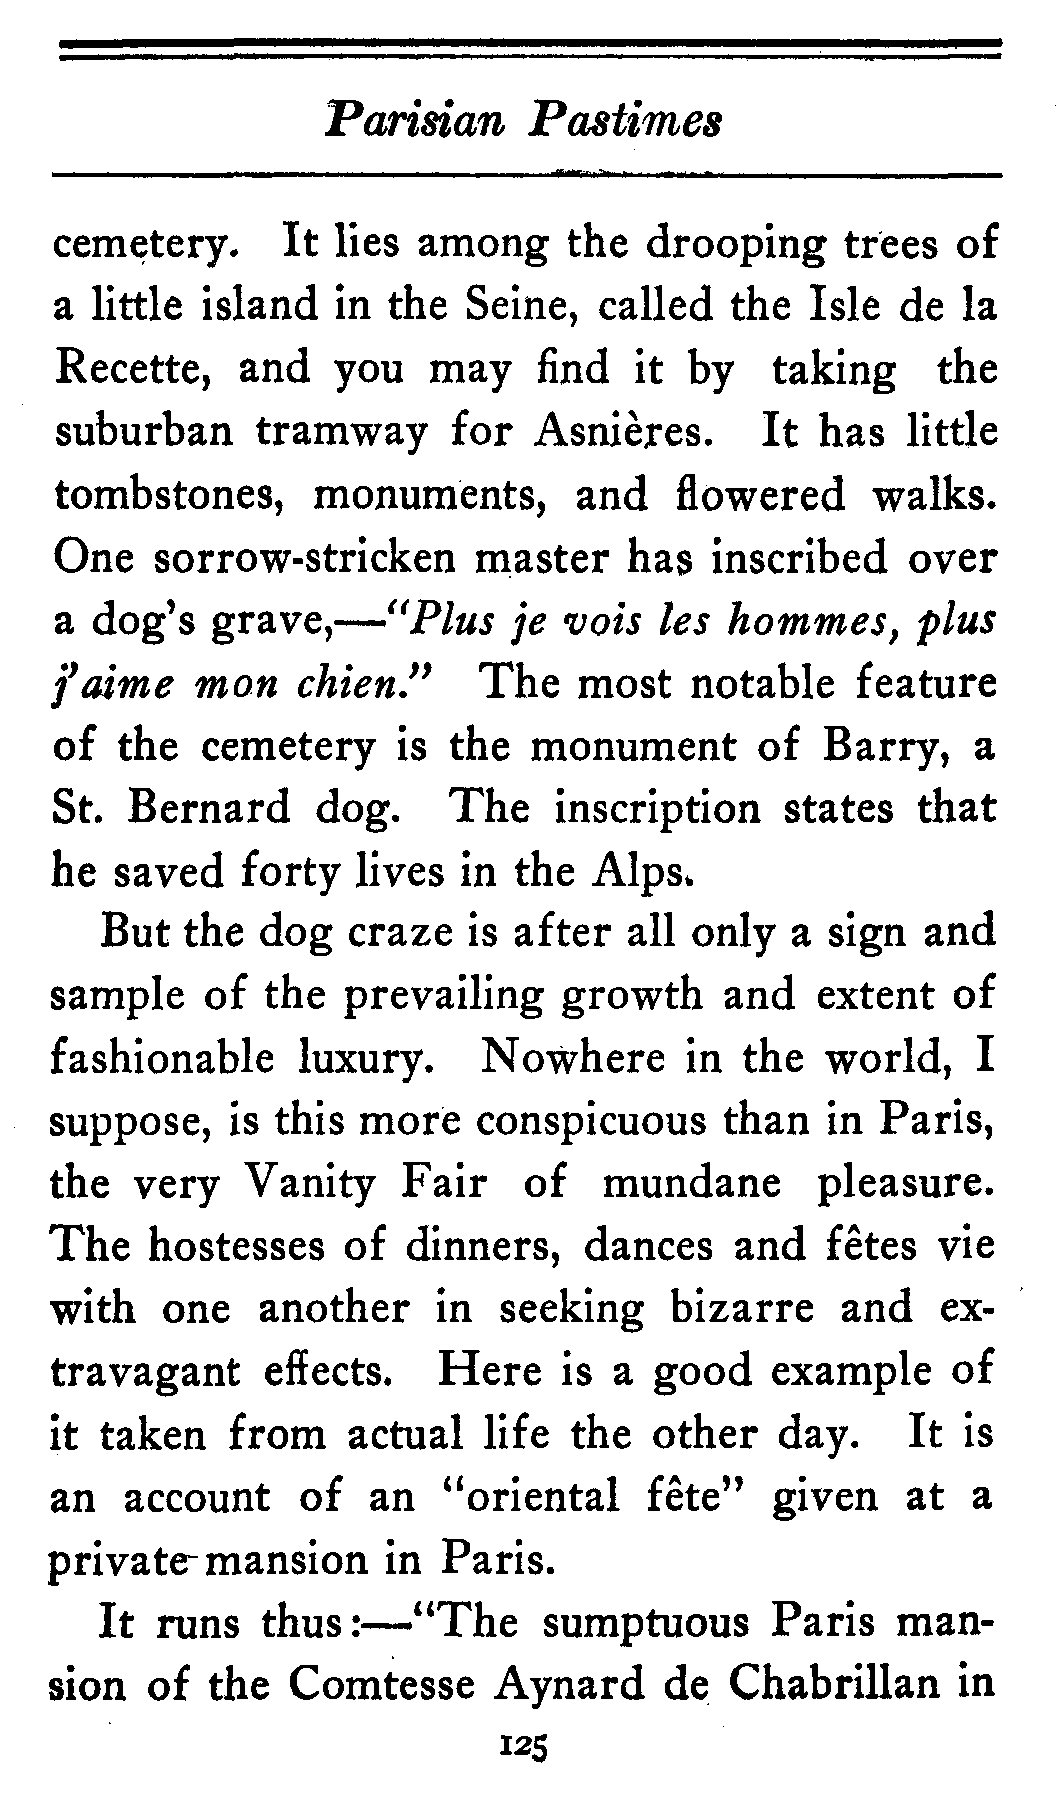 Parisian Pastimes
cemetery. It lies among the drooping trees of
a little island in the Seine, called the Isle de la
Recette, and you may find it by taking the
suburban tramway for Asnières. It has little
tombstones, monuments, and flowered walks.
One sorrow-stricken master has inscribed over
a dog's grave,—"Plus je vois les hommes, plus
j'aime mon chien." The most notable feature
of the cemetery is the monument of Barry, a
St. Bernard dog. The inscription states that
he saved forty lives in the Alps.
But the dog craze is after all only a sign and
sample of the prevailing growth and extent of
fashionable luxury. Nowhere in the world, I
suppose, is this more conspicuous than in Paris,
the very Vanity Fair of mundane pleasure.
The hostesses of dinners, dances and fêtes vie
with one another in seeking bizarre and ex-
travagant effects. Here is a good example of
it taken from actual life the other day. It is
an account of an "oriental fête" given at a
private mansion in Paris.
It runs thus:—"The sumptuous Paris man-
sion of the Comtesse Aynard de Chabrillan in
125